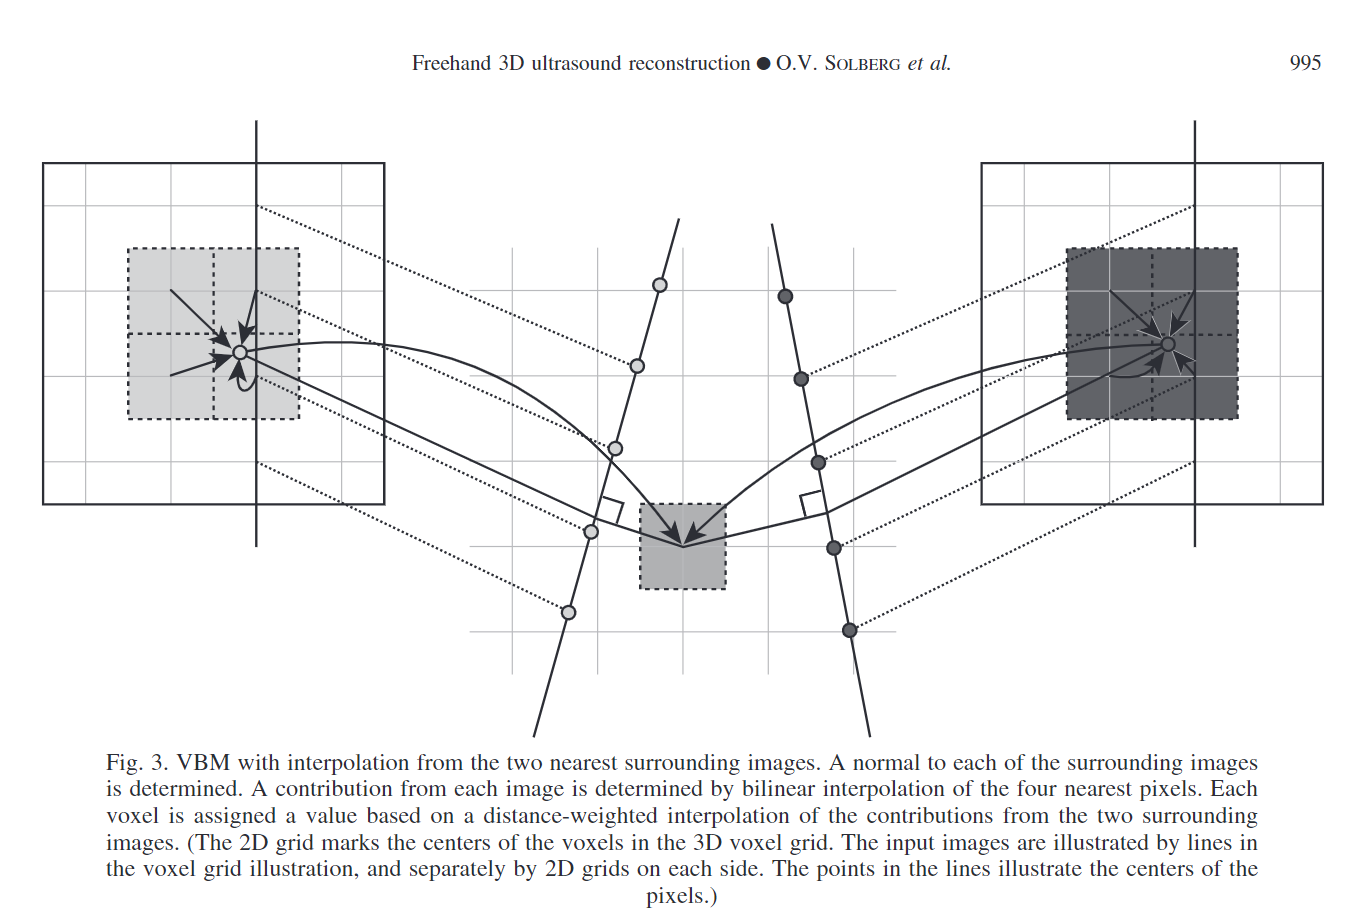 Freehand 3D ultrasound reconstruction ● O.V. SOLBERG et al. 995
Fig. 3. VBM with interpolation from the two nearest surrounding images. A normal to each of the surrounding images
is determined. A contribution from each image is determined by bilinear interpolation of the four nearest pixels. Each
voxel is assigned a value based on a distance-weighted interpolation of the contributions from the two surrounding
images. (The 2D grid marks the centers of the voxels in the 3D voxel grid. The input images are illustrated by lines in
the voxel grid illustration, and separately by 2D grids on each side. The points in the lines illustrate the centers of the
pixels.)